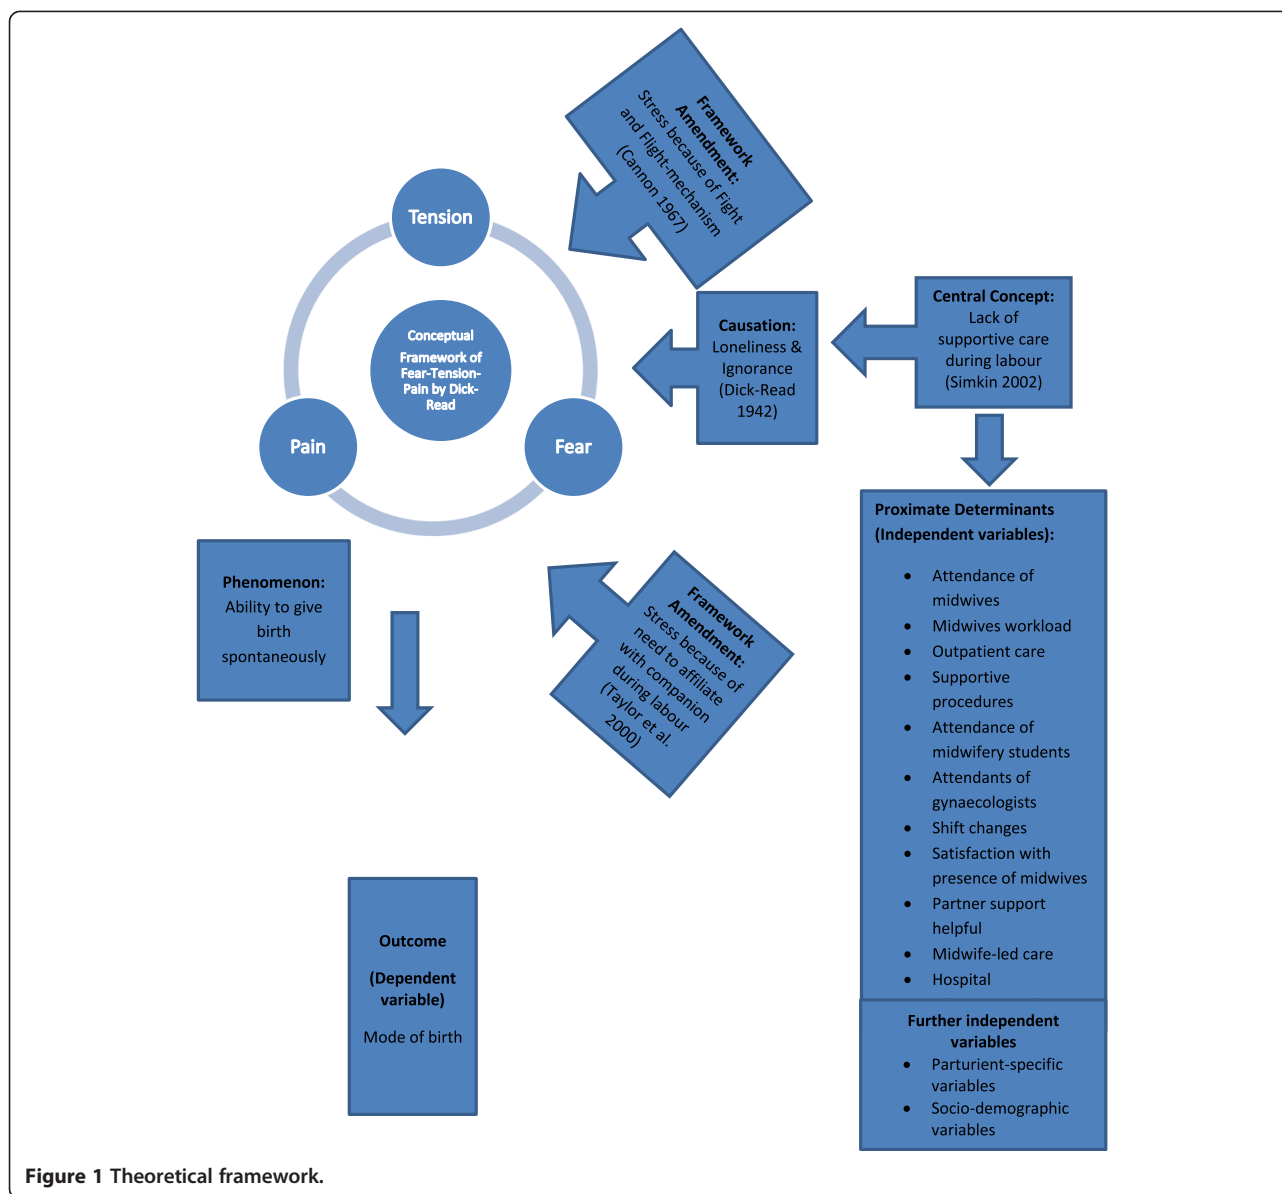 Framework
Amendment:
Stress because of Fight
and Flight-mechanism
(Cannon 1967)
Tension
Conceptual
Framework of
Fear-Tension-
Pain by Dick-
Read
Pain
Fear
Causation:
Loneliness &
Ignorance
(Dick-Read
1942)
Central Concept:
Lack of
supportive care
during labour
(Simkin 2002)
Phenomenon:
Ability to give
birth
spontaneously
Framework
Amendment:
Stress because of
need to affiliate
with companion
during labour
(Taylor et al.
2000)
Proximate Determinants
(Independent variables):
• Attendance of
midwives
• Midwives workload
• Outpatient care
• Supportive
procedures
• Attendance of
midwifery students
• Attendants of
gynaecologists
• Shift changes
• Satisfaction with
presence of midwives
• Partner support
helpful
• Midwife-led care
• Hospital
Further independent
variables
• Parturient-specific
variables
• Socio-demographic
variables
Outcome
(Dependent
variable)
Mode of birth
Figure 1 Theoretical framework.